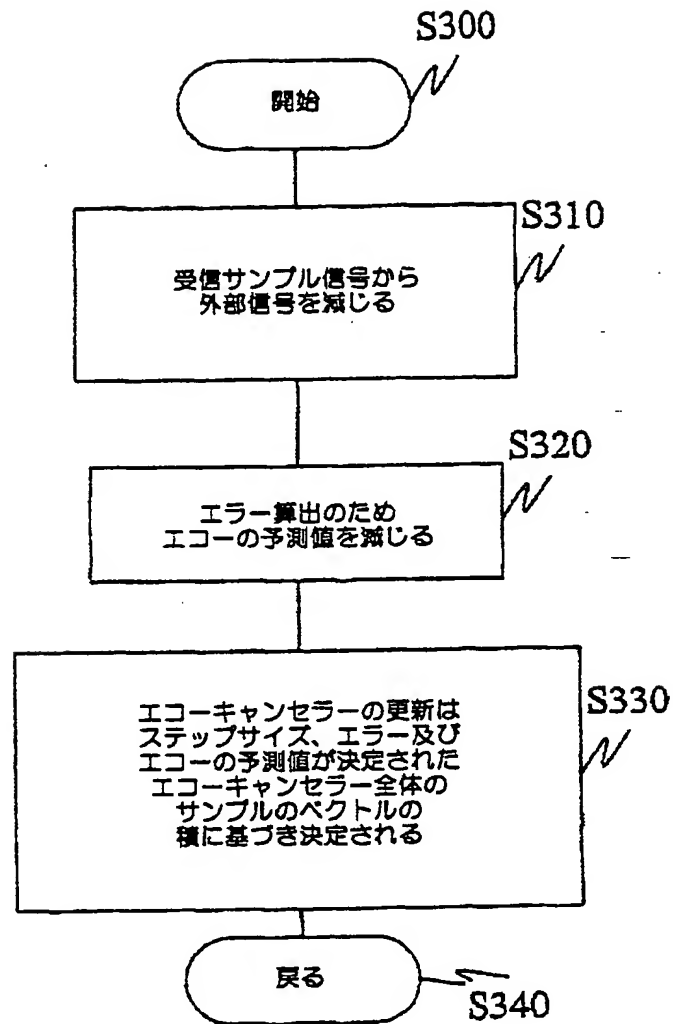 S300
開始
S310
受信サンプル信号から
外部信号を減じる
S320
エラー算出のため
エコーの予測値を減じる
S330
エコーキャンセラーの更新は
ステップサイズ、エラー及び
エコーの予測値が決定された
エコーキャンセラー全体の
サンプルのベクトルの
積に基づき決定される
戻る
S340